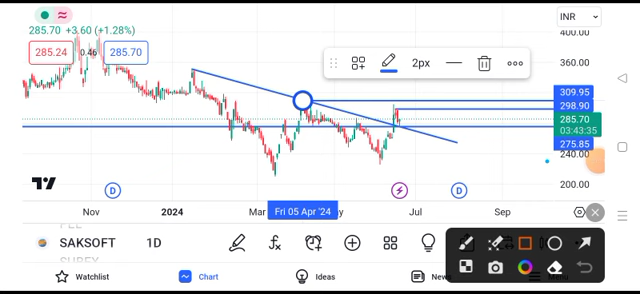 285.70 +3.60 (+1.28%)
285.24 0.46 285.70
2px
INR
400.00
360.00
309.95
298.90
285.70
03:43:35
275.85
240.00
200.00
D
D
Nov 2024 Mar Fri 05 Apr '24 Jul Sep
SAKSOFT 1D
Watchlist Chart Ideas News